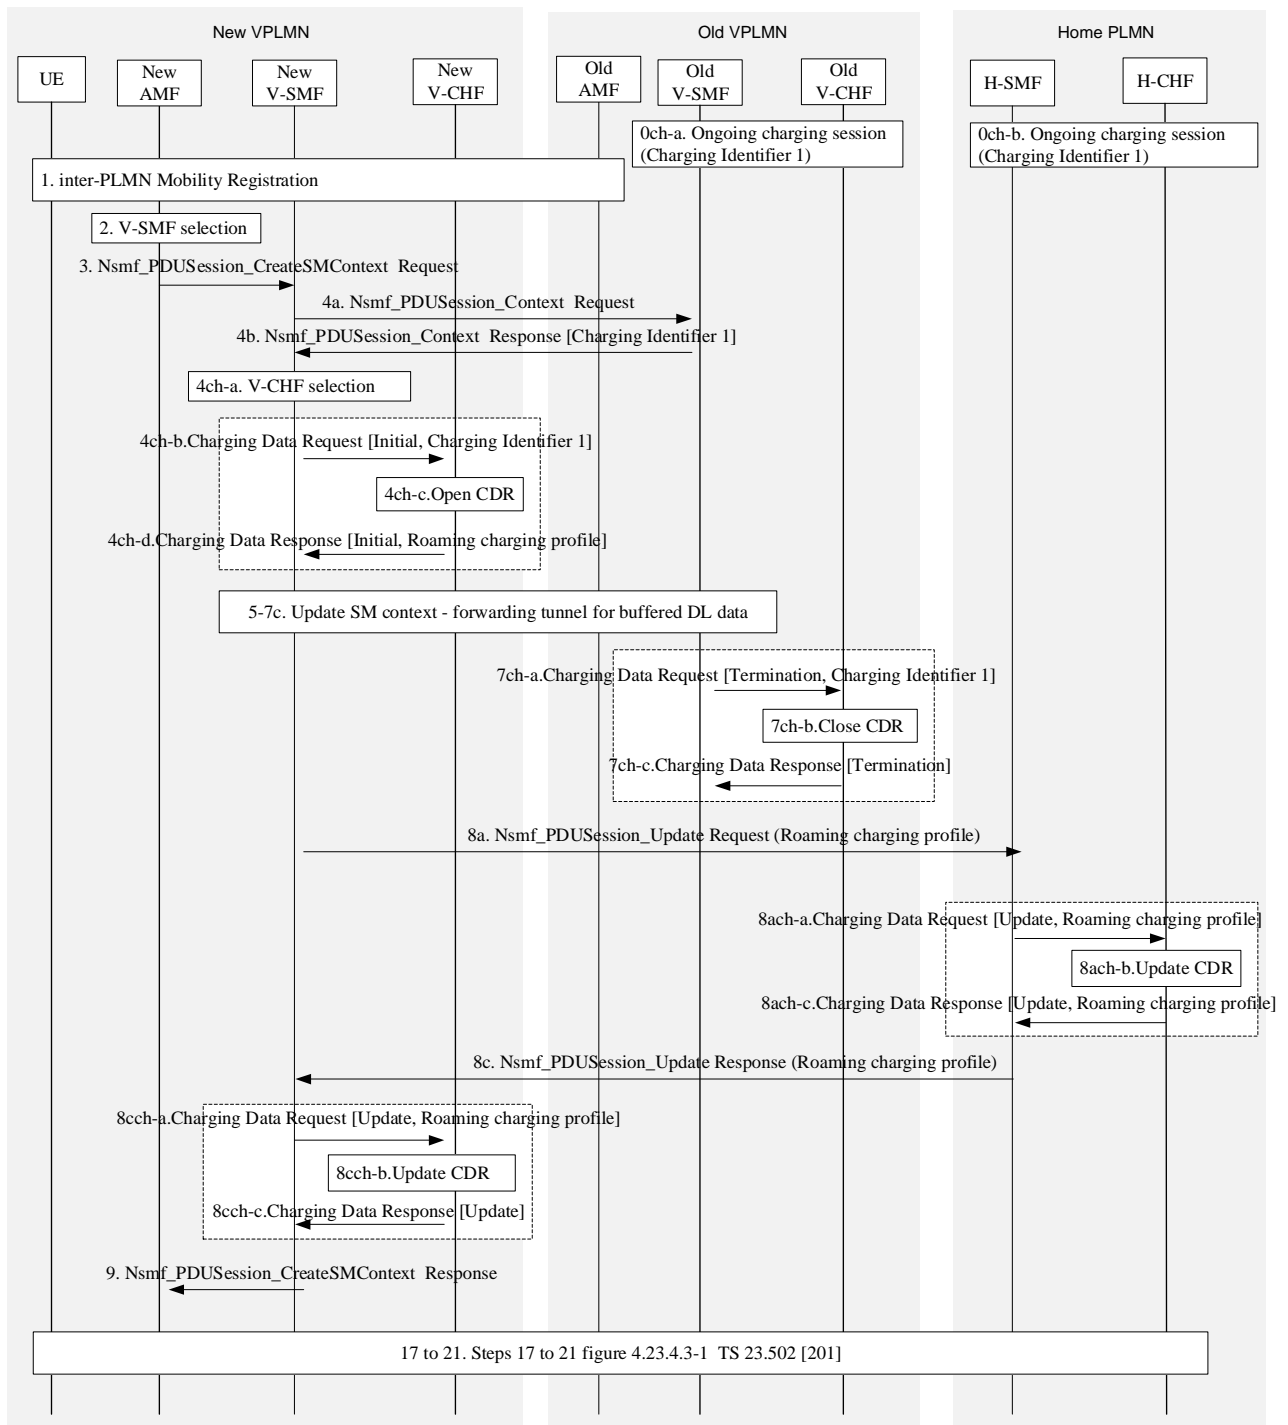 New VPLMN
Old VPLMN
Home PLMN
UE
New
AMF
New
V-SMF
New
V-CHF
Old
AMF
Old
V-SMF
Old
V-CHF
H-SMF
H-CHF
0ch-a. Ongoing charging session
(Charging Identifier 1)
0ch-b. Ongoing charging session
(Charging Identifier 1)
1. inter-PLMN Mobility Registration
2. V-SMF selection
3. Nsmf_PDUSession_CreateSMContext Request
4a. Nsmf_PDUSession_Context Request
4b. Nsmf_PDUSession_Context Response [Charging Identifier 1]
4ch-a. V-CHF selection
4ch-b.Charging Data Request [Initial, Charging Identifier 1]
4ch-c.Open CDR
4ch-d.Charging Data Response [Initial, Roaming charging profile]
5-7c. Update SM context - forwarding tunnel for buffered DL data
7ch-a.Charging Data Request [Termination, Charging Identifier 1]
7ch-b.Close CDR
7ch-c.Charging Data Response [Termination]
8a. Nsmf_PDUSession_Update Request (Roaming charging profile)
8ach-a.Charging Data Request [Update, Roaming charging profile]
8ach-b.Update CDR
8ach-c.Charging Data Response [Update, Roaming charging profile]
8c. Nsmf_PDUSession_Update Response (Roaming charging profile)
8cch-a.Charging Data Request [Update, Roaming charging profile]
8cch-b.Update CDR
8cch-c.Charging Data Response [Update]
9. Nsmf_PDUSession_CreateSMContext Response
17 to 21. Steps 17 to 21 figure 4.23.4.3-1 TS 23.502 [201]